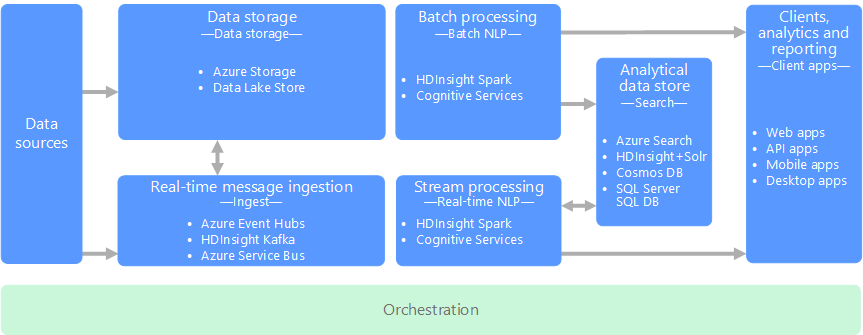 Data
sources
Data storage
—Data storage—
• Azure Storage
• Data Lake Store
Real-time message ingestion
—Ingest—
• Azure Event Hubs
• HDInsight Kafka
• Azure Service Bus
Batch processing
—Batch NLP—
• HDInsight Spark
• Cognitive Services
Stream processing
—Real-time NLP—
• HDInsight Spark
• Cognitive Services
Analytical
data store
—Search—
• Azure Search
• HDInsight+Solr
• Cosmos DB
• SQL Server
SQL DB
Clients,
analytics and
reporting
—Client apps—
• Web apps
• API apps
• Mobile apps
• Desktop apps
Orchestration